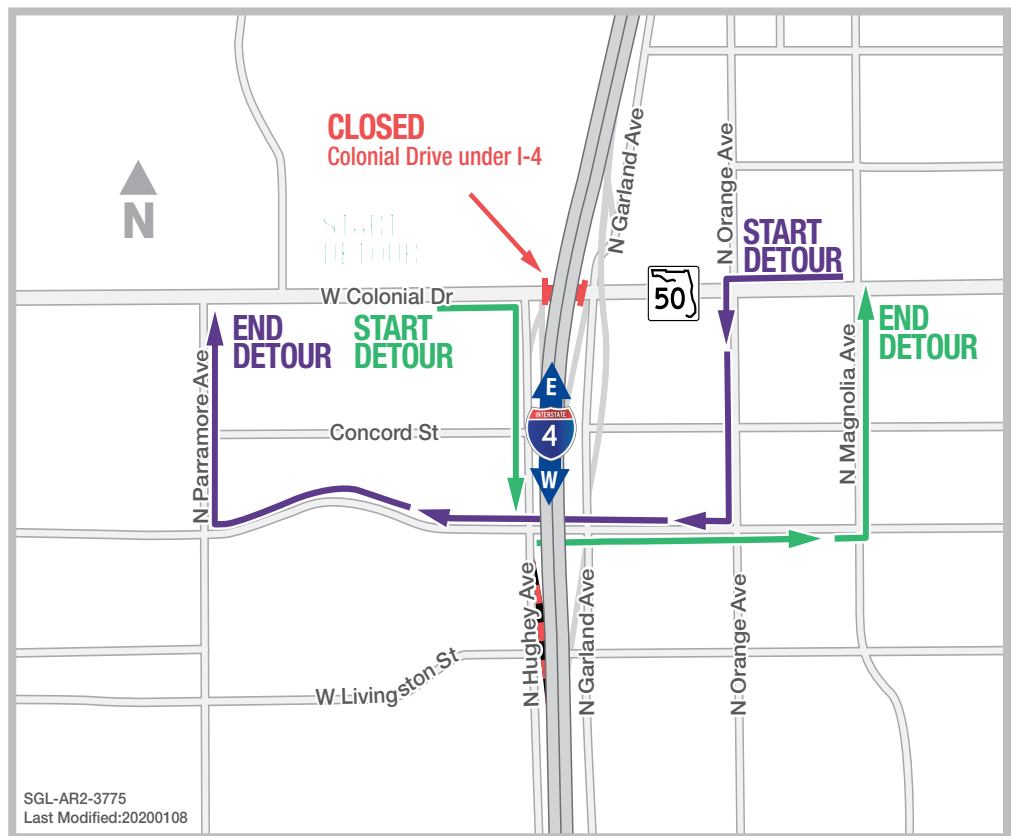 CLOSED
Colonial Drive under I-4
N
START
DETOUR
N Garland Ave
N Orange Ave
START
DETOUR
50
W Colonial Dr
END
DETOUR
START
DETOUR
END
DETOUR
N Parramore Ave
N Magnolia Ave
E
INTERSTATE
4
W
Concord St
N Hughey Ave
N Garland Ave
N Orange Ave
W Livingston St
SGL-AR2-3775
Last Modified:20200108